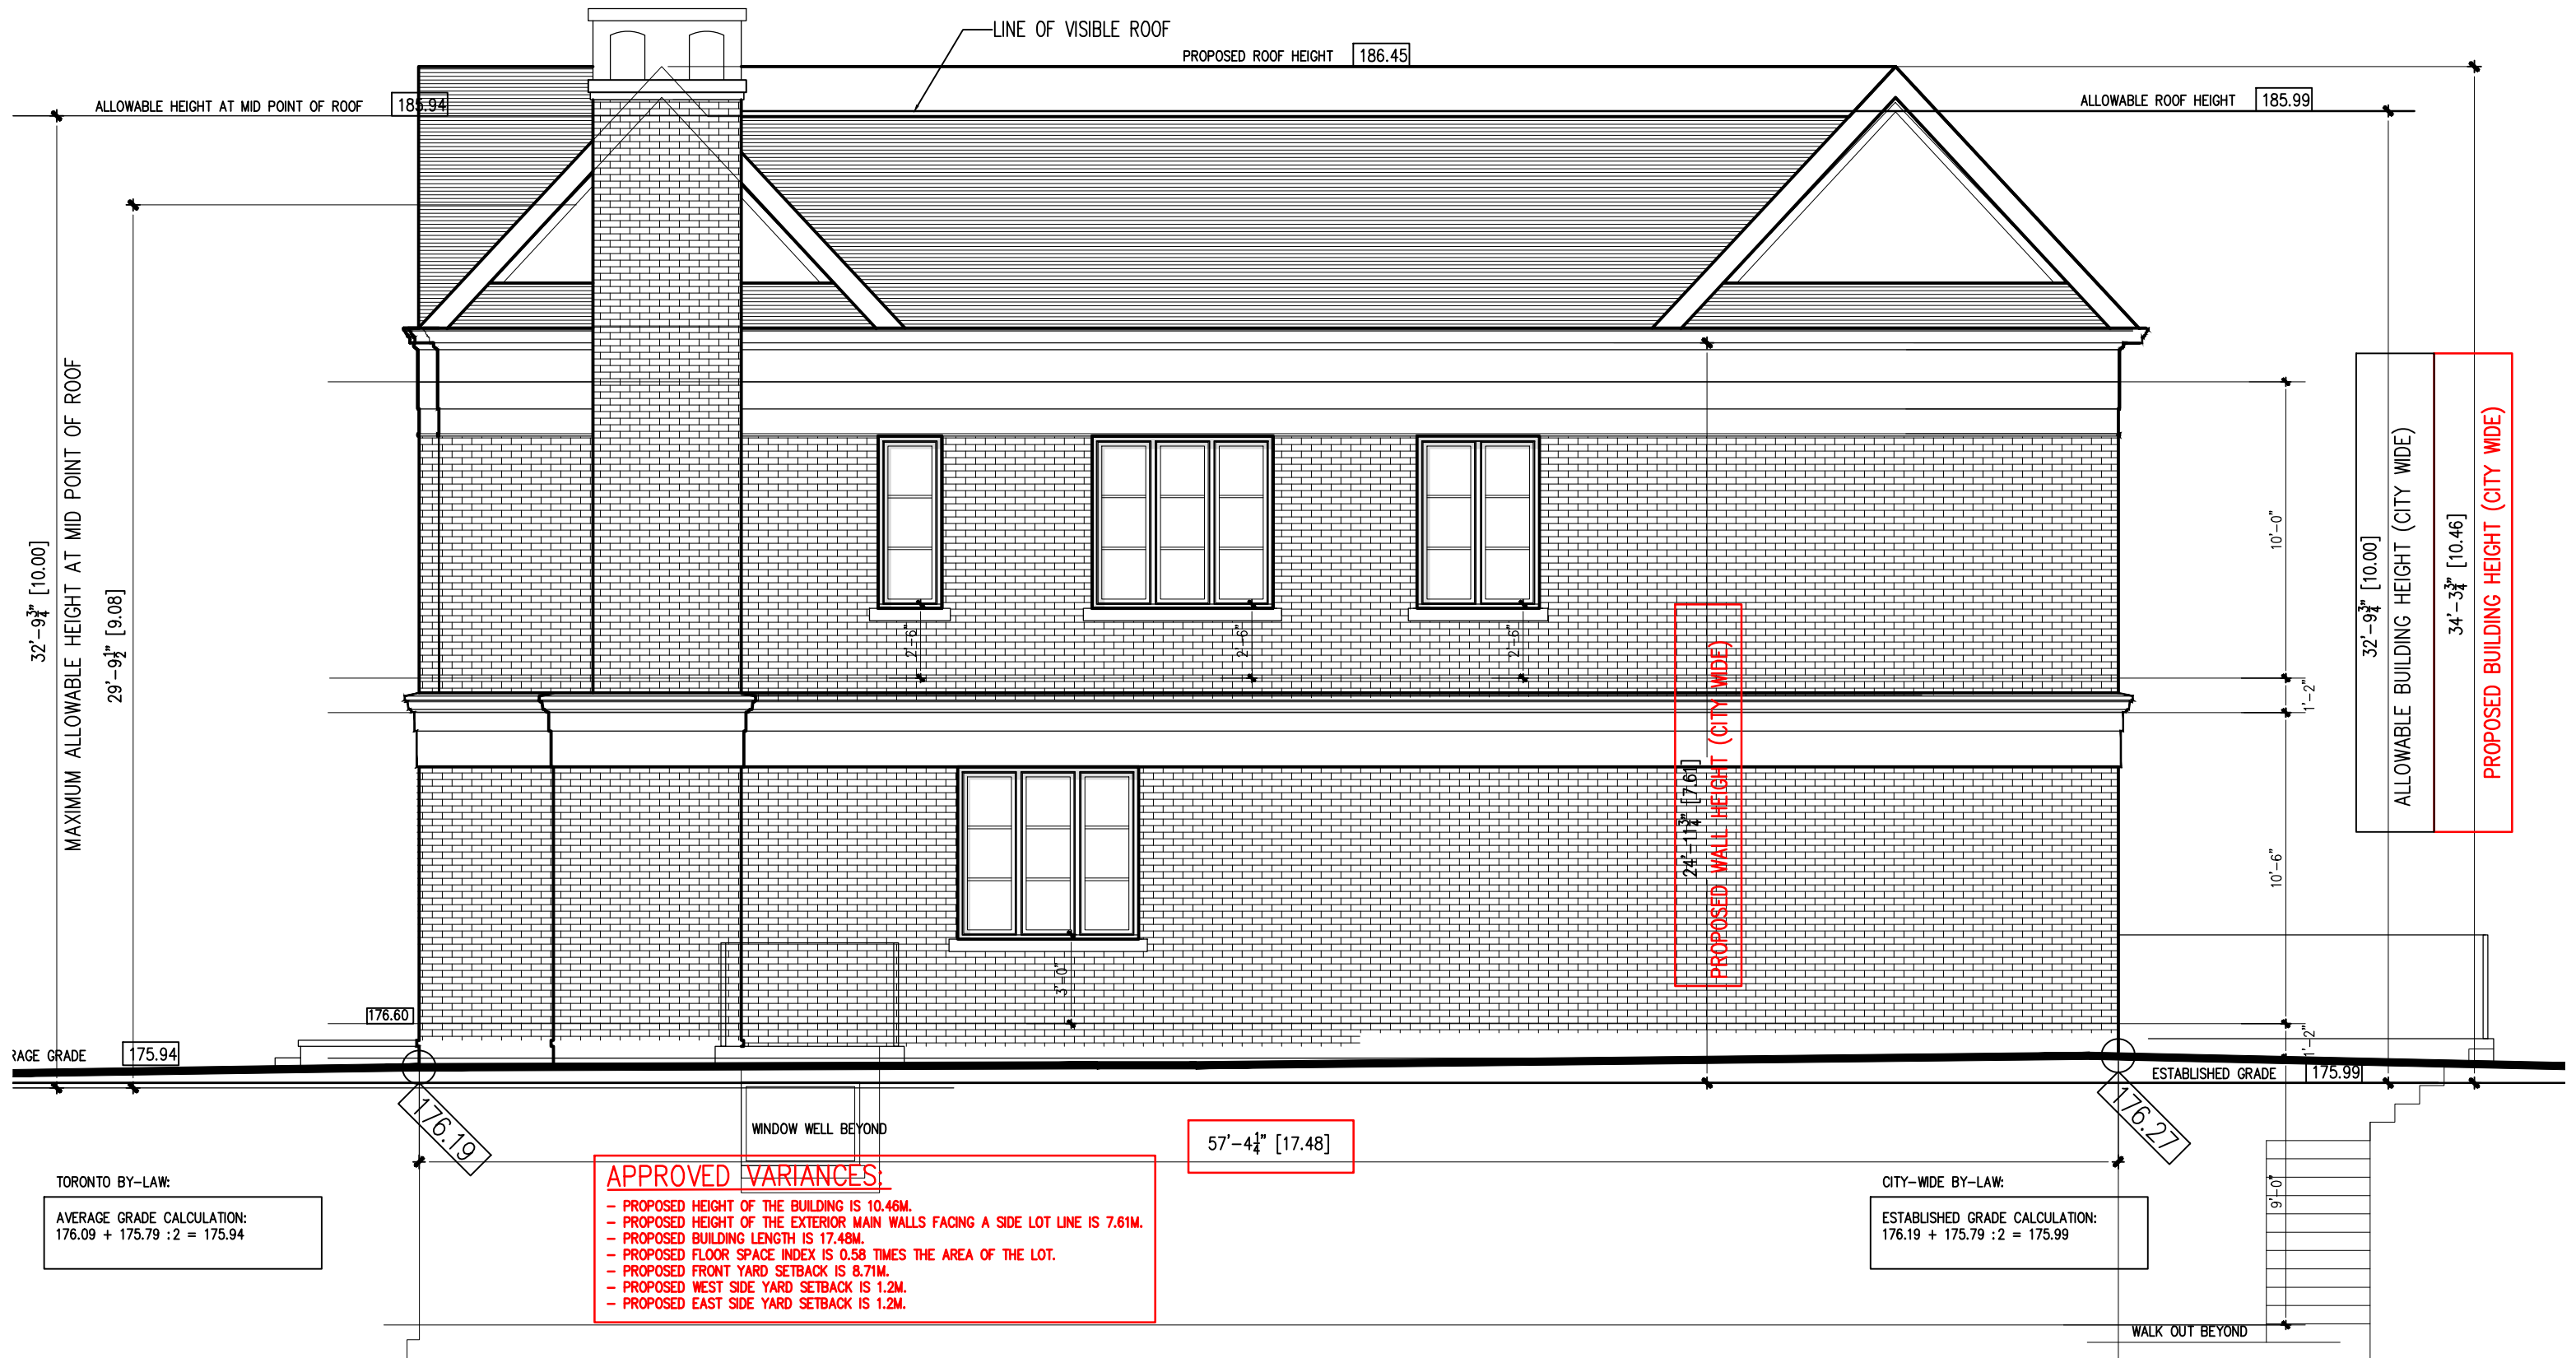 LINE OF VISIBLE ROOF
PROPOSED ROOF HEIGHT 186.45
ALLOWABLE HEIGHT AT MID POINT OF ROOF 185.94
ALLOWABLE ROOF HEIGHT 185.99
32'-9¾" [10.00]
MAXIMUM ALLOWABLE HEIGHT AT MID POINT OF ROOF
29'-9½" [9.08]
2'-6"
2'-6"
2'-6"
3'-0"
24'-11¾" [7.61]
PROPOSED WALL HEIGHT (CITY WIDE)
10'-0"
1'-2"
10'-6"
1'-2"
9'-0"
32'-9¾" [10.00]
ALLOWABLE BUILDING HEIGHT (CITY WIDE)
34'-3¾" [10.46]
PROPOSED BUILDING HEIGHT (CITY WIDE)
176.60
GRADE 175.94
ESTABLISHED GRADE 175.99
176.19
176.27
WINDOW WELL BEYOND
57'-4¼" [17.48]
TORONTO BY-LAW:
AVERAGE GRADE CALCULATION:
176.09 + 175.79 :2 = 175.94
APPROVED VARIANCES:
- PROPOSED HEIGHT OF THE BUILDING IS 10.46M.
- PROPOSED HEIGHT OF THE EXTERIOR MAIN WALLS FACING A SIDE LOT LINE IS 7.61M.
- PROPOSED BUILDING LENGTH IS 17.48M.
- PROPOSED FLOOR SPACE INDEX IS 0.58 TIMES THE AREA OF THE LOT.
- PROPOSED FRONT YARD SETBACK IS 8.71M.
- PROPOSED WEST SIDE YARD SETBACK IS 1.2M.
- PROPOSED EAST SIDE YARD SETBACK IS 1.2M.
CITY-WIDE BY-LAW:
ESTABLISHED GRADE CALCULATION:
176.19 + 175.79 :2 = 175.99
WALK OUT BEYOND